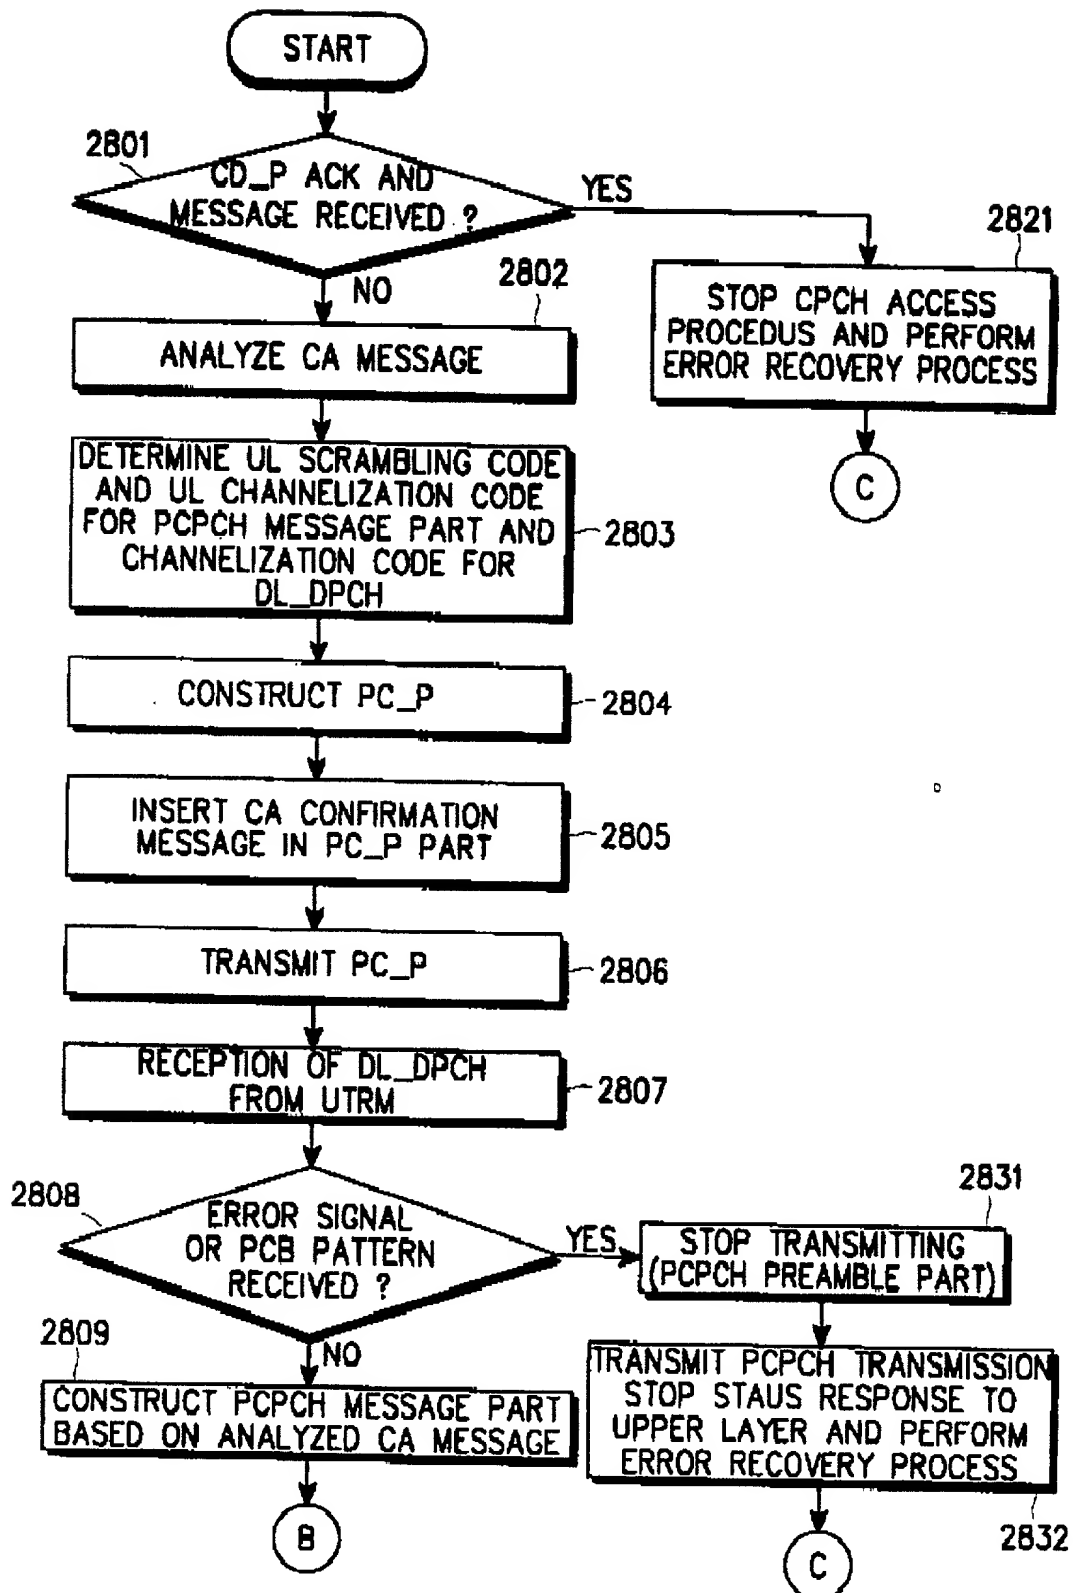 START
2801
CD_P ACK AND
MESSAGE RECEIVED ?
YES
NO
2821
STOP CPCH ACCESS
PROCEDUS AND PERFORM
ERROR RECOVERY PROCESS
C
2802
ANALYZE CA MESSAGE
DETERMINE UL SCRAMBLING CODE
AND UL CHANNELIZATION CODE
FOR PCPCH MESSAGE PART AND
CHANNELIZATION CODE FOR
DL_DPCH
2803
CONSTRUCT PC_P
2804
INSERT CA CONFIRMATION
MESSAGE IN PC_P PART
2805
TRANSMIT PC_P
2806
RECEPTION OF DL_DPCH
FROM UTRM
2807
2808
ERROR SIGNAL
OR PCB PATTERN
RECEIVED ?
YES
NO
2831
STOP TRANSMITTING
(PCPCH PREAMBLE PART)
TRANSMIT PCPCH TRANSMISSION
STOP STAUS RESPONSE TO
UPPER LAYER AND PERFORM
ERROR RECOVERY PROCESS
2832
C
2809
CONSTRUCT PCPCH MESSAGE PART
BASED ON ANALYZED CA MESSAGE
B